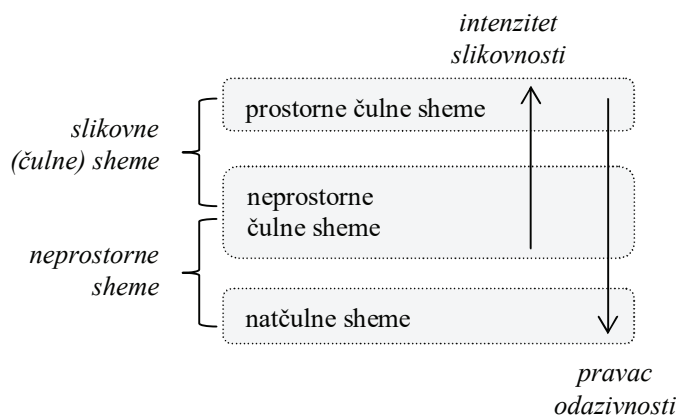 intenzitet
slikovnosti
prostorne čulne sheme
slikovne
(čulne) sheme
neprostorne
čulne sheme
neprostorne
sheme
natčulne sheme
pravac
odazivnosti